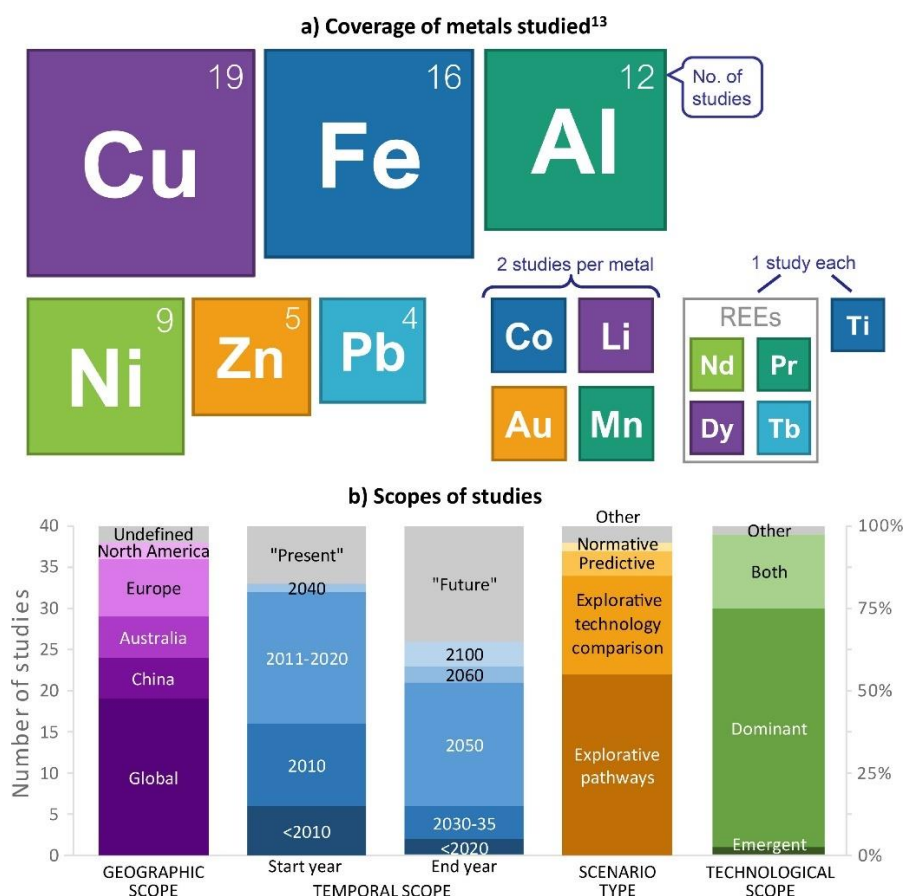 a) Coverage of metals studied¹³
19
Cu
16
Fe
12
Al
No. of
studies
9
Ni
5
Zn
4
Pb
2 studies per metal
Co
Li
Au
Mn
1 study each
REEs
Nd
Pr
Dy
Tb
Ti
b) Scopes of studies
Number of studies
40
35
30
25
20
15
10
5
0
Undefined
North America
Europe
Australia
China
Global
"Present"
2040
2011-2020
2010
<2010
"Future"
2100
2060
2050
2030-35
<2020
Other
Normative
Predictive
Explorative
technology
comparison
Explorative
pathways
Other
Both
Dominant
Emergent
100%
75%
50%
25%
0%
GEOGRAPHIC
SCOPE
Start year
End year
TEMPORAL SCOPE
SCENARIO
TYPE
TECHNOLOGICAL
SCOPE